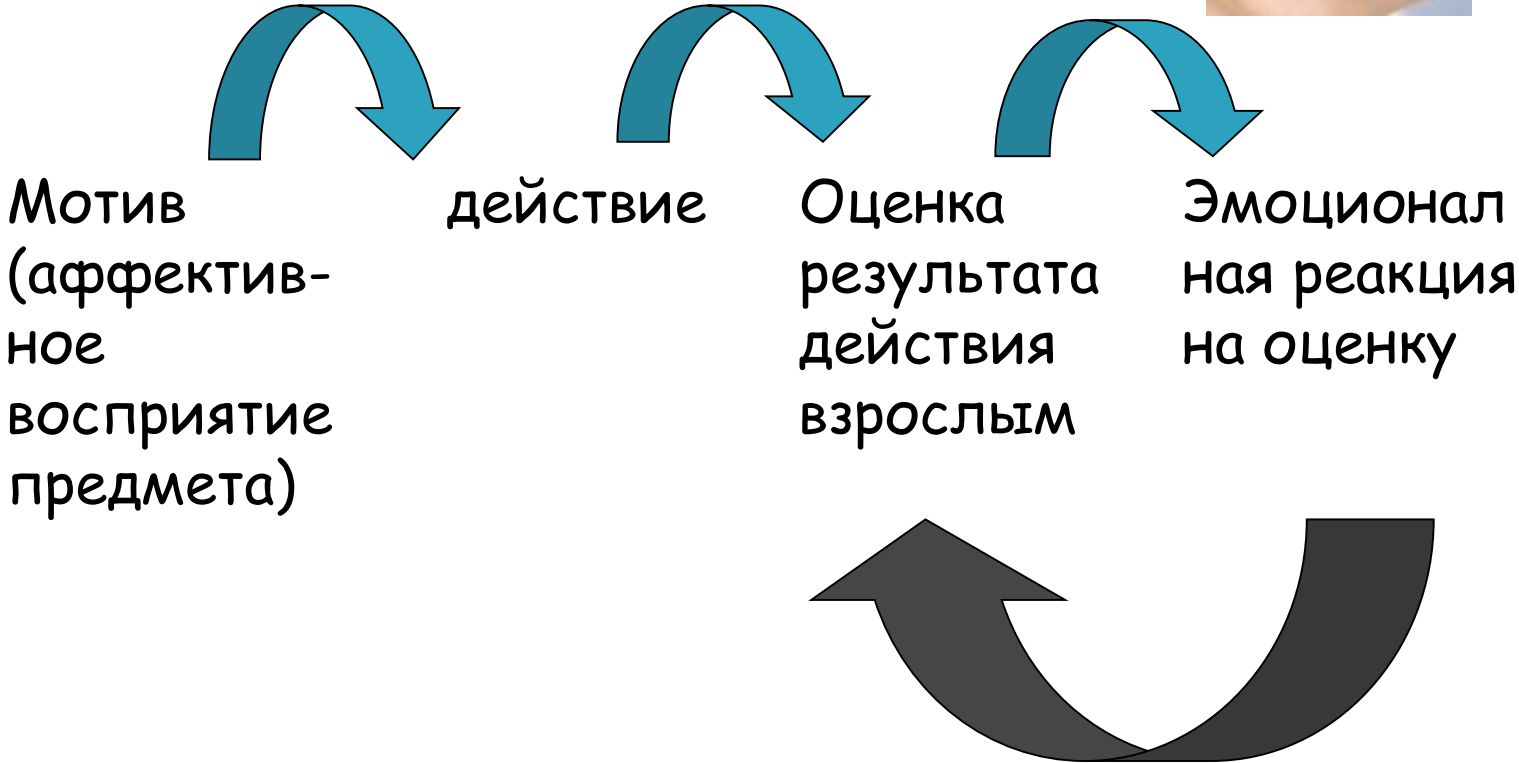 Мотив
(аффектив-
ное
восприятие
предмета)
действие
Оценка
результата
действия
взрослым
Эмоционал
ная реакция
на оценку